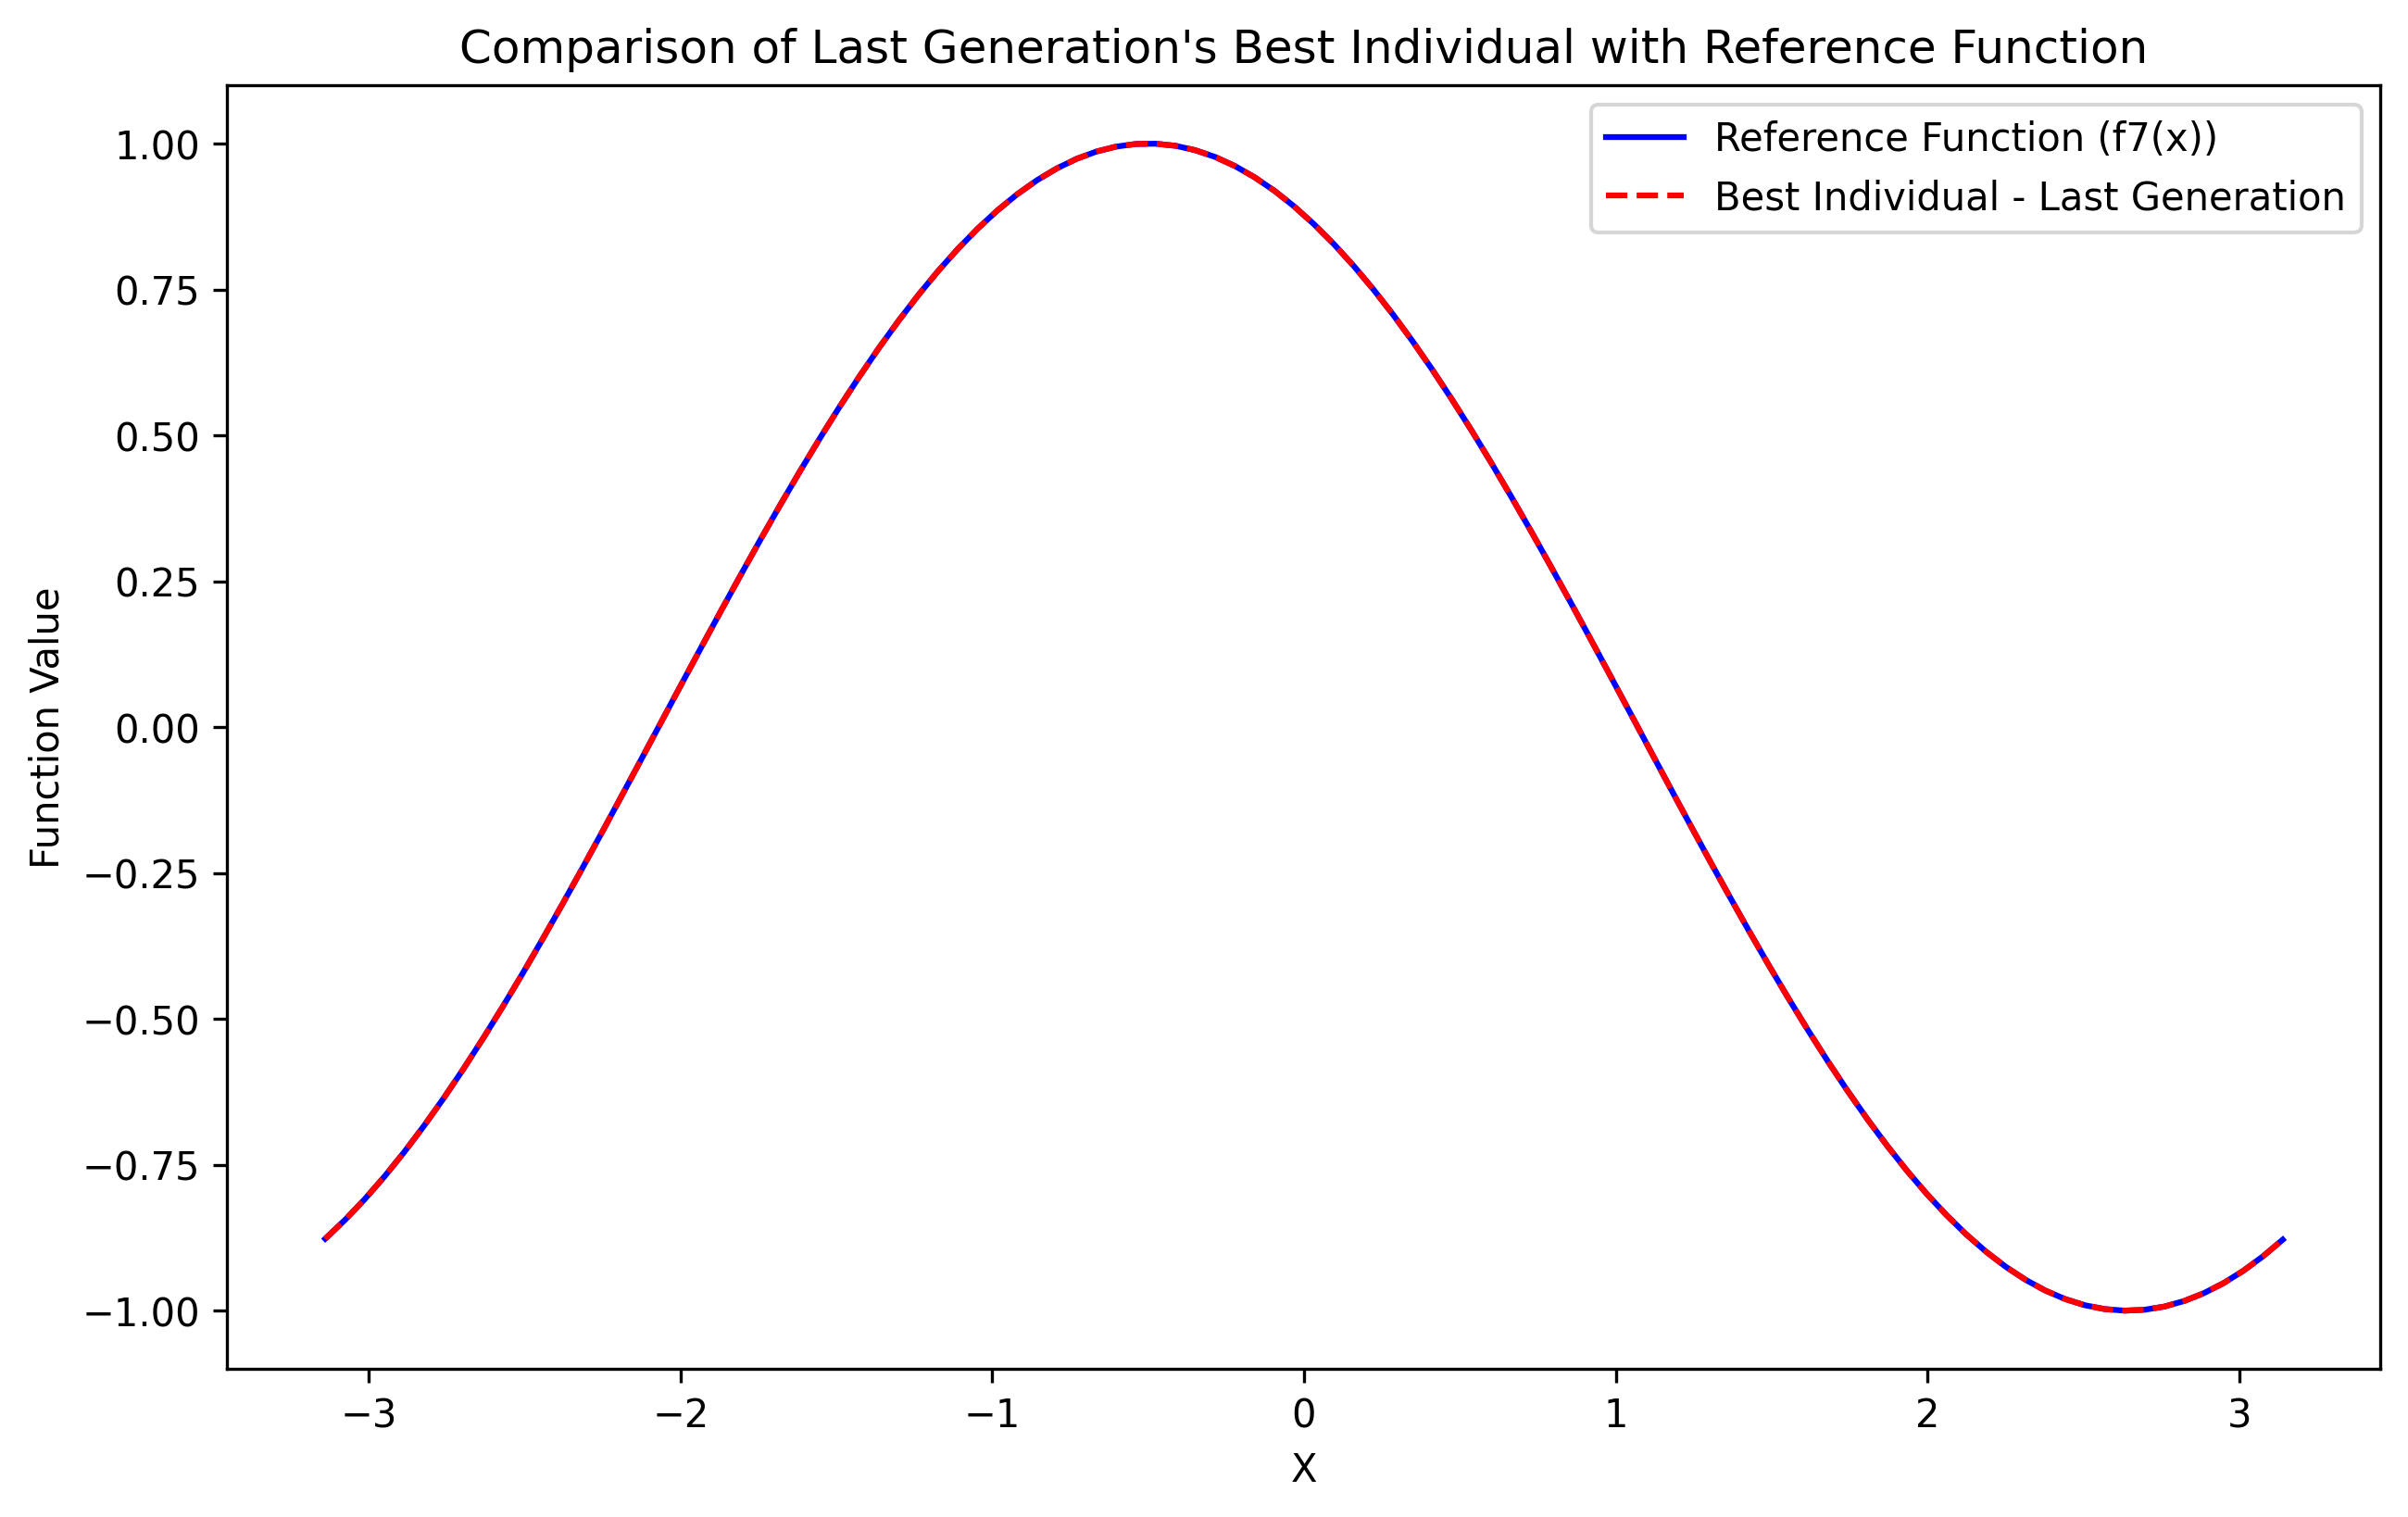 Comparison of Last Generation's Best Individual with Reference Function
Reference Function (f7(x))
Best Individual - Last Generation
1.00
0.75
0.50
0.25
0.00
−0.25
−0.50
−0.75
−1.00
Function Value
−3 −2 −1 0 1 2 3
X